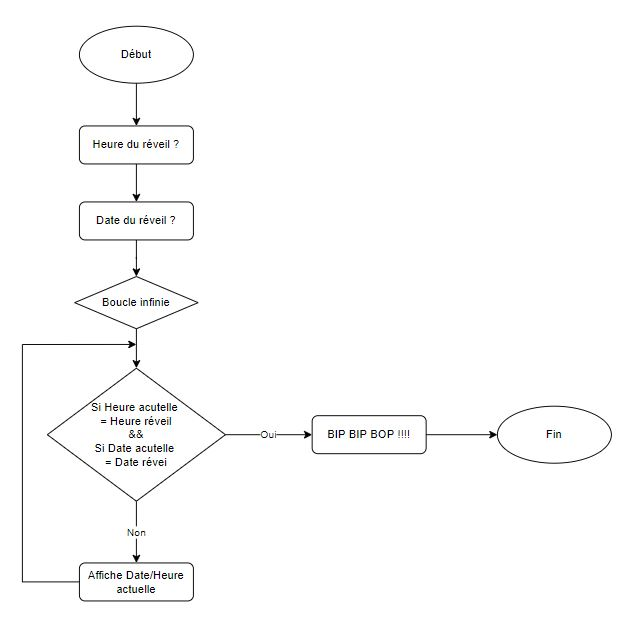 Début
Heure du réveil ?
Date du réveil ?
Boucle infinie
Si Heure acutelle
= Heure réveil
&&
Si Date acutelle
= Date révei
Oui
BIP BIP BOP !!!!
Fin
Non
Affiche Date/Heure
actuelle